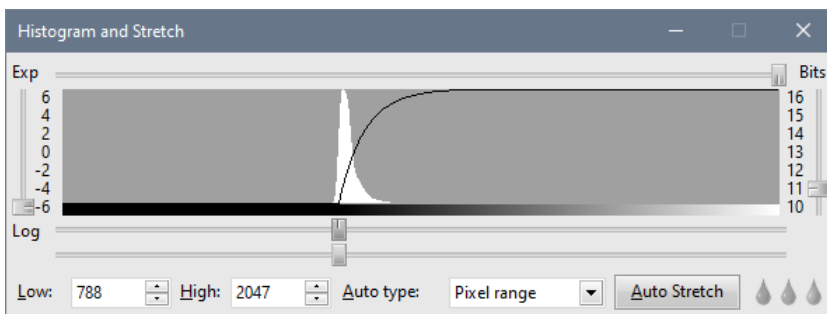 Histogram and Stretch
Exp
Bits
6
4
2
0
-2
-4
-6
16
15
14
13
12
11
10
Log
Low: 788 High: 2047 Auto type: Pixel range Auto Stretch